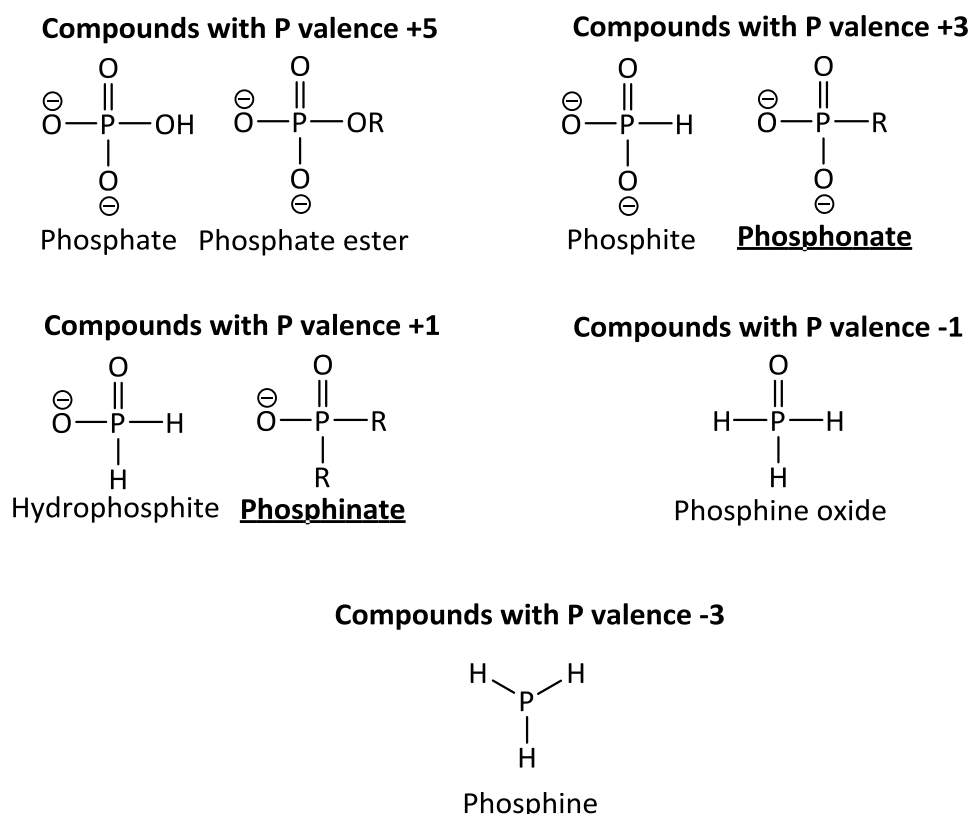 Compounds with P valence +5
O
⊖
O P OH
O
⊖
Phosphate
O
⊖
O P OR
O
⊖
Phosphate ester
Compounds with P valence +3
O
⊖
O P H
O
⊖
Phosphite
O
⊖
O P R
O
⊖
Phosphonate
Compounds with P valence +1
O
⊖
O P H
H
Hydrophosphite
O
⊖
O P R
R
Phosphinate
Compounds with P valence -1
O
H P H
H
Phosphine oxide
Compounds with P valence -3
H H
P
H
Phosphine